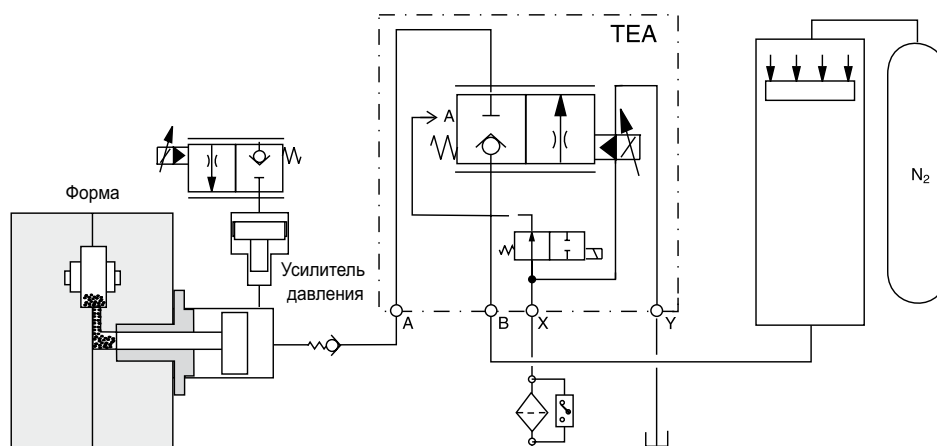 TEA
A
Форма
N₂
Усилитель
давления
A
B
X
Y